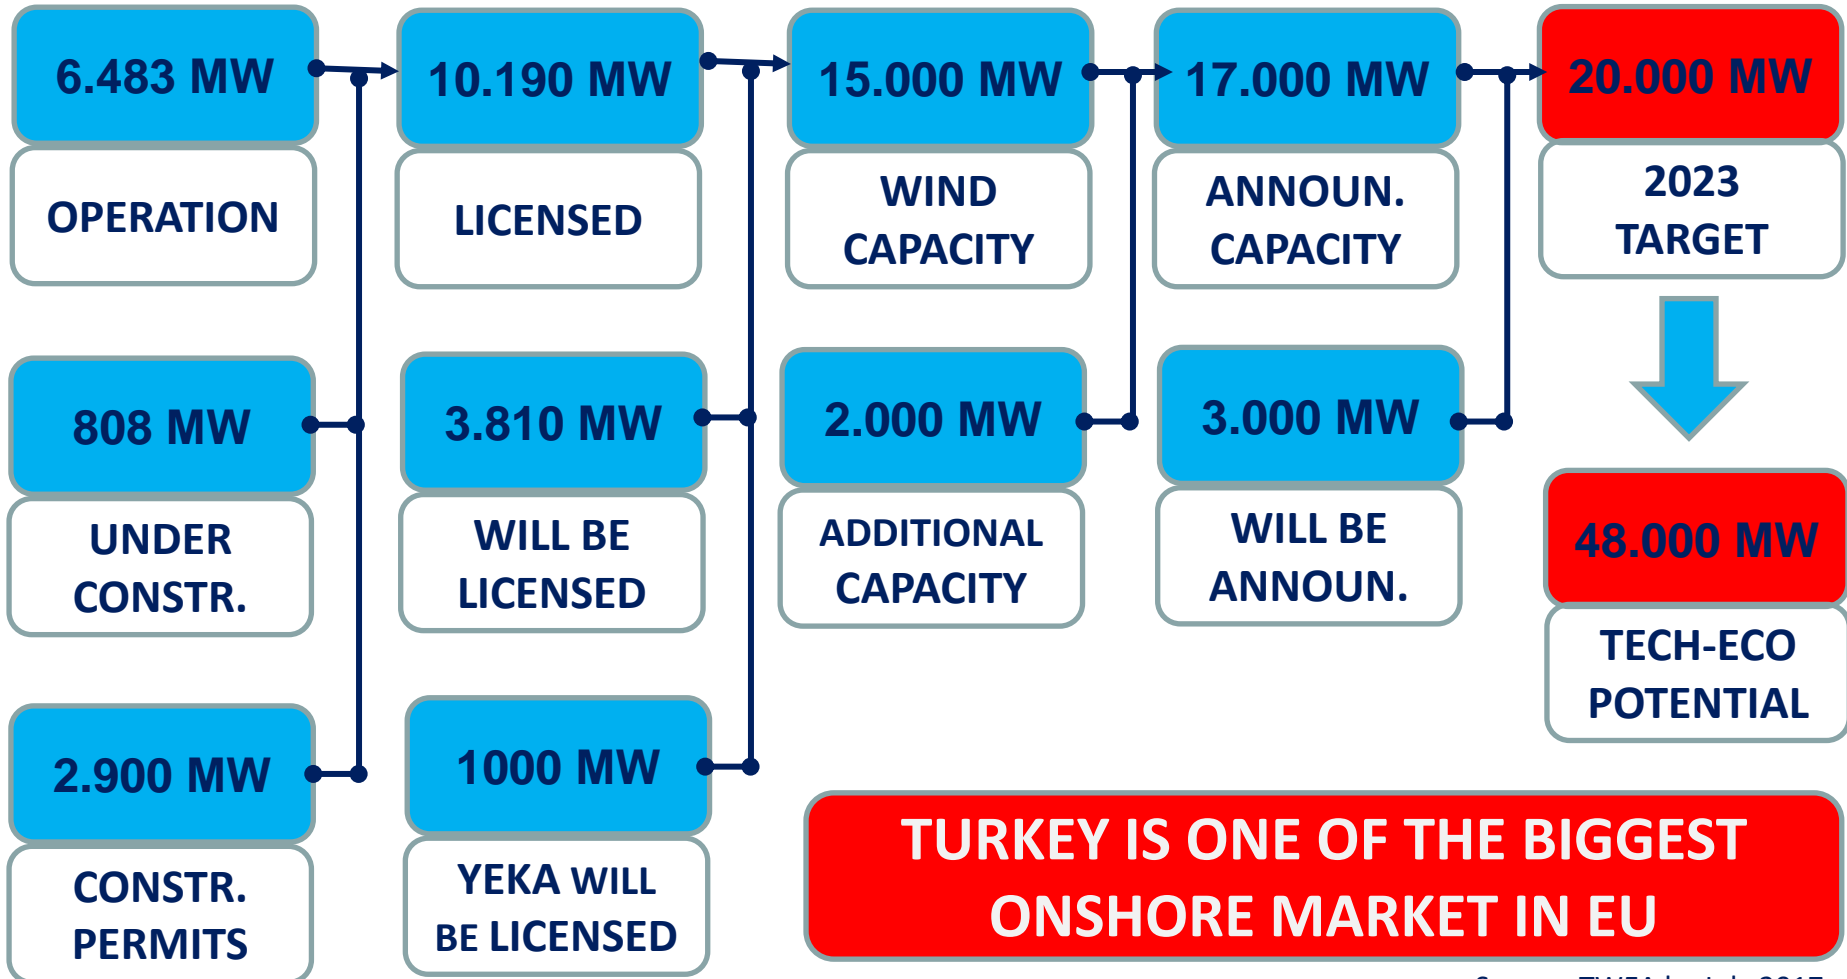 6.483 MW
OPERATION
10.190 MW
LICENSED
15.000 MW
WIND
CAPACITY
17.000 MW
ANNOUN.
CAPACITY
20.000 MW
2023
TARGET
808 MW
UNDER
CONSTR.
3.810 MW
WILL BE
LICENSED
2.000 MW
ADDITIONAL
CAPACITY
3.000 MW
WILL BE
ANNOUN.
48.000 MW
TECH-ECO
POTENTIAL
2.900 MW
CONSTR.
PERMITS
1000 MW
YEKA WILL
BE LICENSED
TURKEY IS ONE OF THE BIGGEST
ONSHORE MARKET IN EU